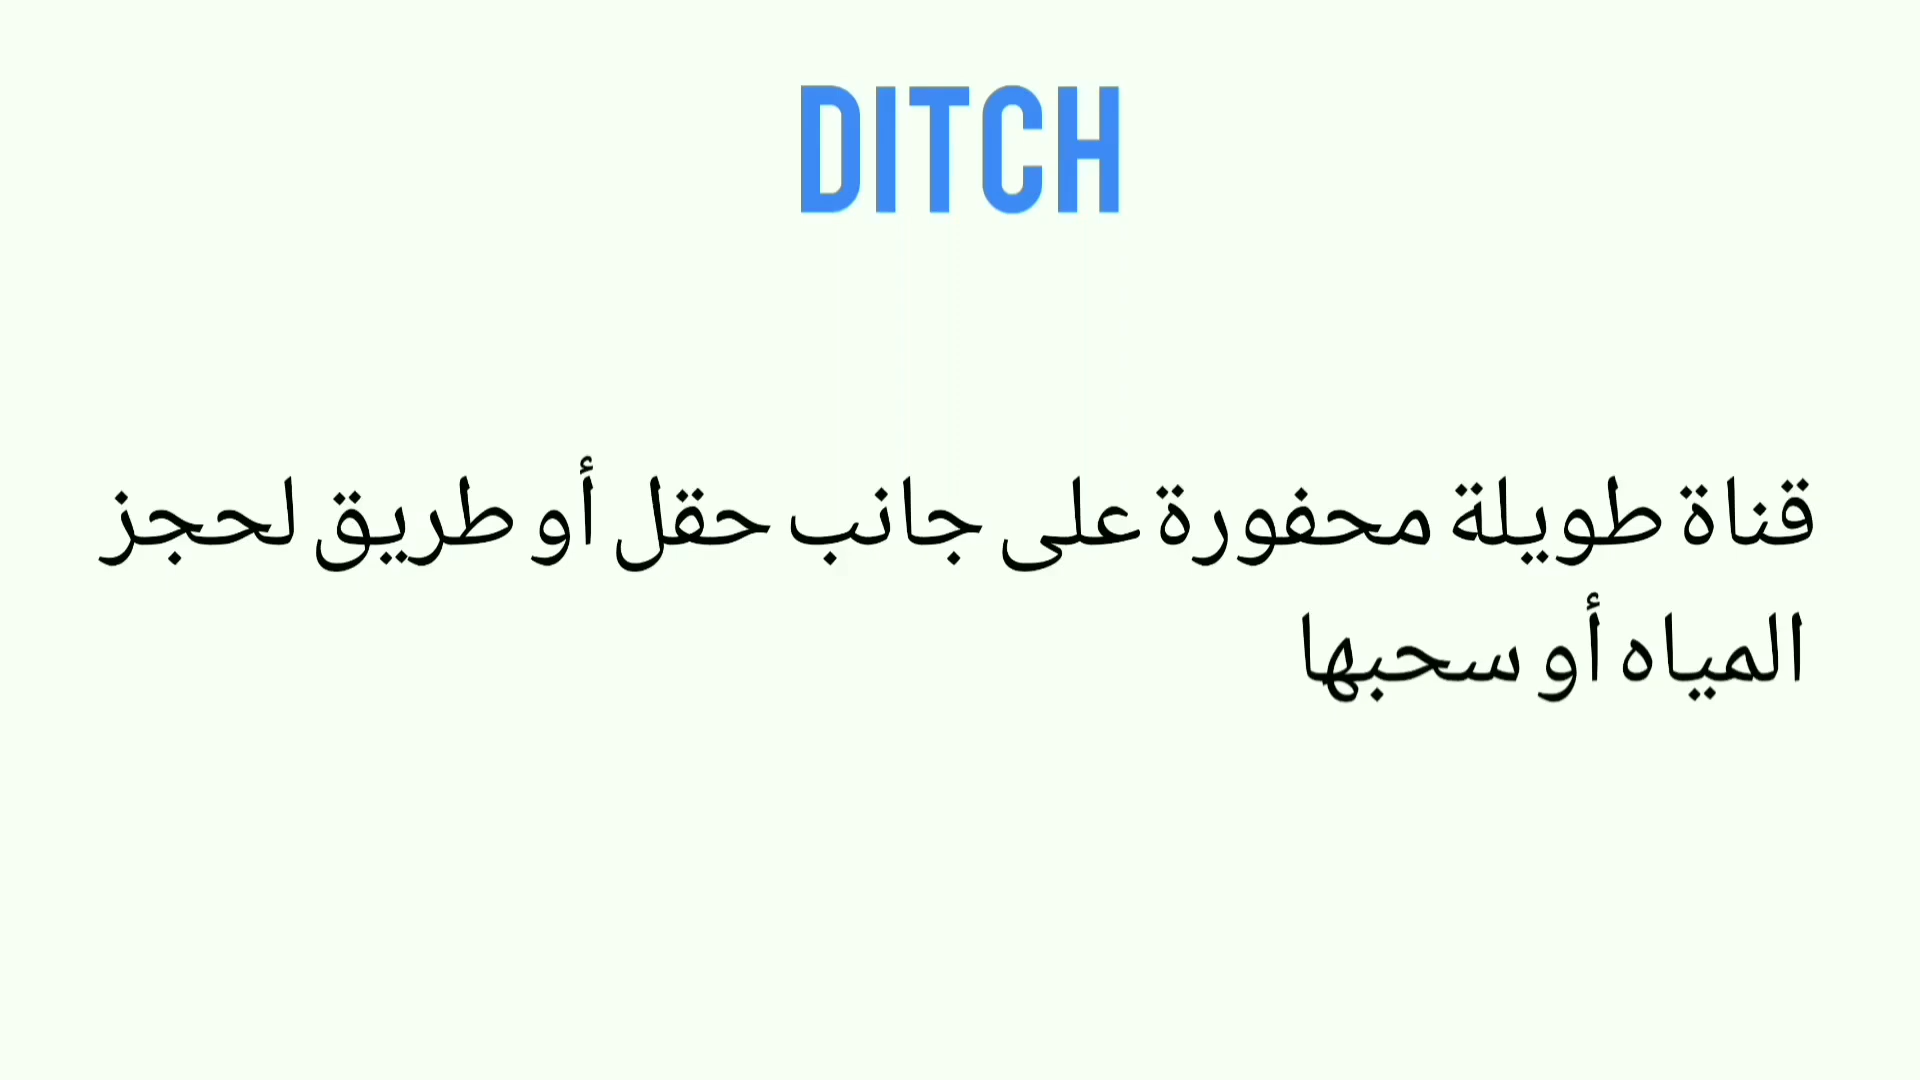 DITCH
قناة طويلة محفورة على جانب حقل أو طريق لحجز
المياه أو سحبها